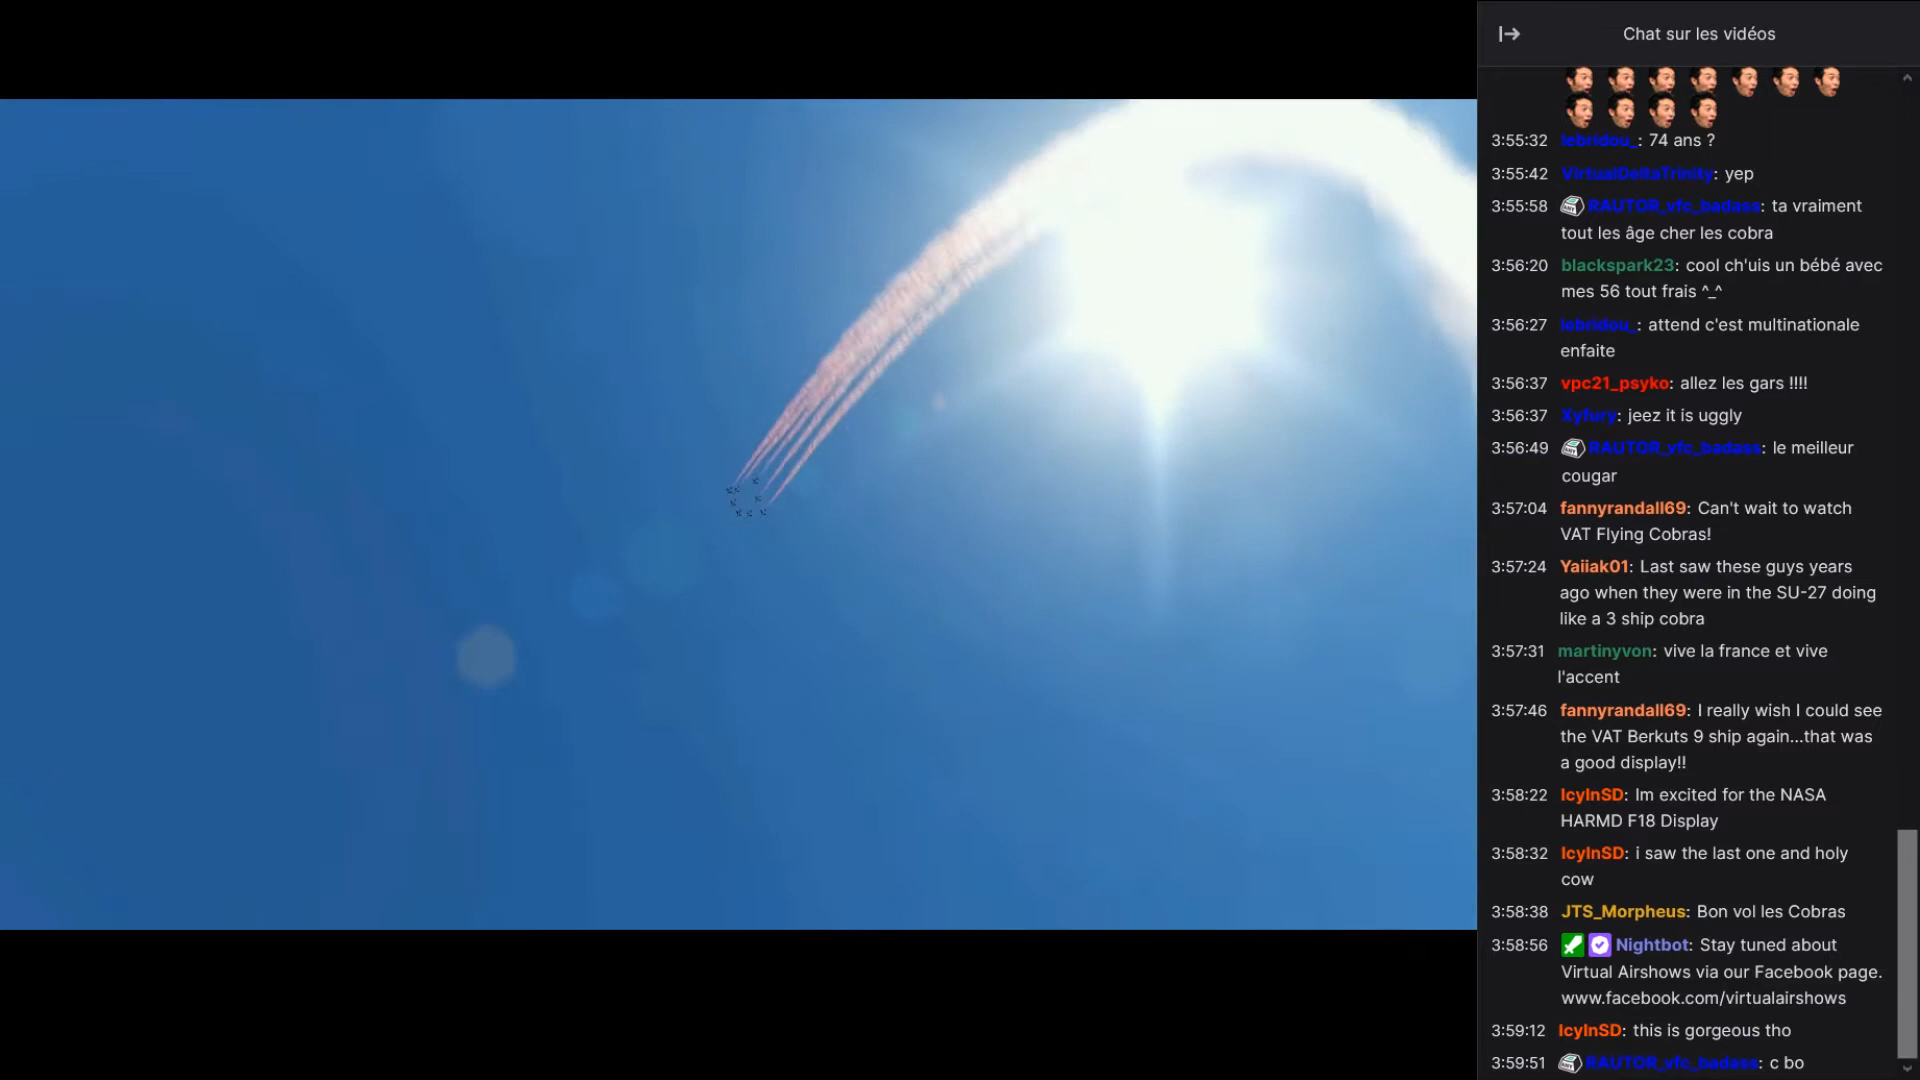 Chat sur les vidéos
3:55:32 lebridou_: 74 ans ?
3:55:42 VirtualDeltaTrinity: yep
3:55:58 RAUTOR_vfc_badass: ta vraiment
tout les âge cher les cobra
3:56:20 blackspark23: cool ch'uis un bébé avec
mes 56 tout frais ^_^
3:56:27 lebridou_: attend c'est multinationale
enfaite
3:56:37 vpc21_psyko: allez les gars !!!!
3:56:37 Xyfury: jeez it is uggly
3:56:49 RAUTOR_vfc_badass: le meilleur
cougar
3:57:04 fannyrandall69: Can't wait to watch
VAT Flying Cobras!
3:57:24 Yaiiak01: Last saw these guys years
ago when they were in the SU-27 doing
like a 3 ship cobra
3:57:31 martinyvon: vive la france et vive
l'accent
3:57:46 fannyrandall69: I really wish I could see
the VAT Berkuts 9 ship again...that was
a good display!!
3:58:22 IcyInSD: Im excited for the NASA
HARMD F18 Display
3:58:32 IcyInSD: i saw the last one and holy
cow
3:58:38 JTS_Morpheus: Bon vol les Cobras
3:58:56 Nightbot: Stay tuned about
Virtual Airshows via our Facebook page.
www.facebook.com/virtualairshows
3:59:12 IcyInSD: this is gorgeous tho
3:59:51 RAUTOR_vfc_badass: c bo